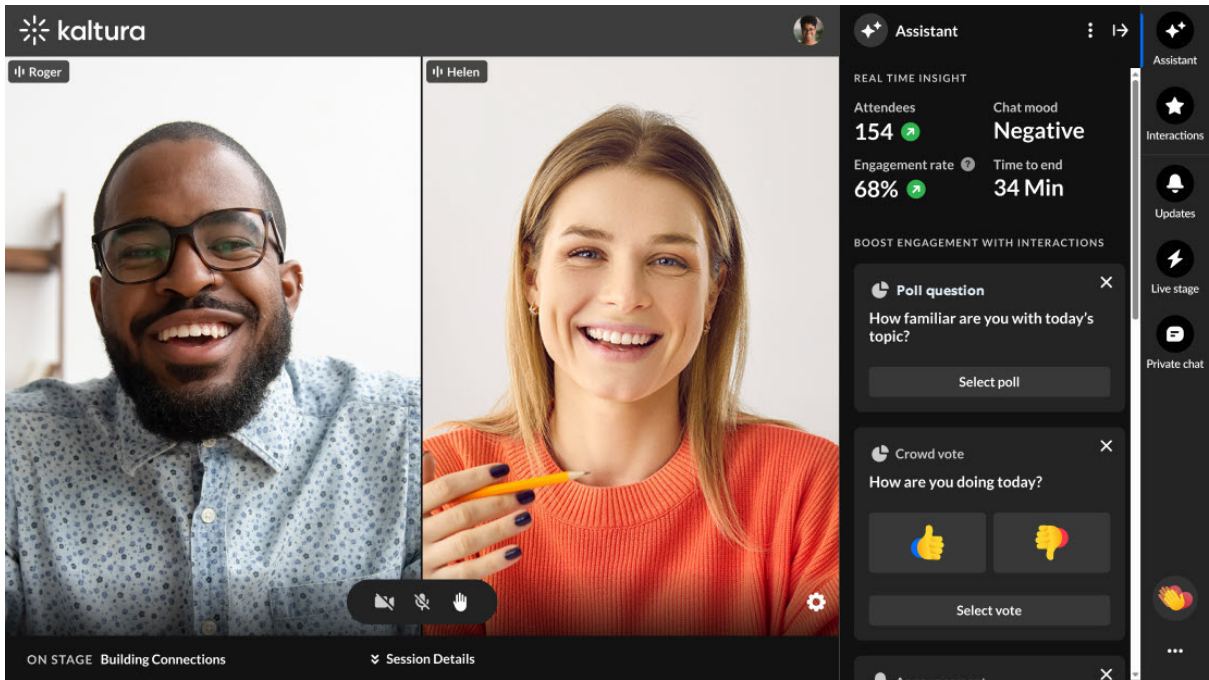 kaltura
Roger
Helen
ON STAGE Building Connections
Session Details
Assistant
REAL TIME INSIGHT
Attendees Chat mood
154 Negative
Engagement rate ? Time to end
68% 34 Min
BOOST ENGAGEMENT WITH INTERACTIONS
Poll question
How familiar are you with today’s
topic?
Select poll
Crowd vote
How are you doing today?
Select vote
Assistant
Interactions
Updates
Live stage
Private chat